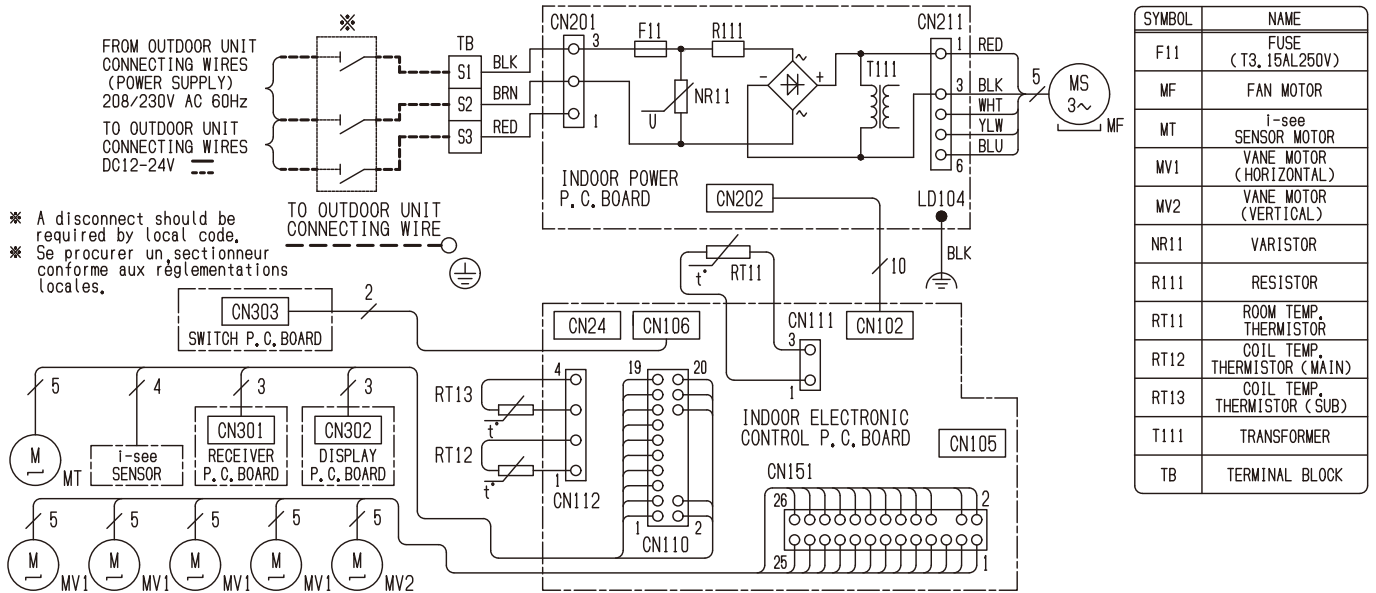 ※
FROM OUTDOOR UNIT
CONNECTING WIRES
(POWER SUPPLY)
208/230V AC 60Hz
TO OUTDOOR UNIT
CONNECTING WIRES
DC12-24V
TB
S1
S2
S3
BLK
BRN
RED
CN201
3
1
F11
R111
NR11
U
~
-
+
~
T111
CN211
1
3
6
RED
BLK
WHT
YLW
BLU
5
MS
3~
MF
INDOOR POWER
P.C.BOARD
CN202
LD104
BLK
10
※ A disconnect should be
required by local code.
※ Se procurer un sectionneur
conforme aux réglementations
locales.
TO OUTDOOR UNIT
CONNECTING WIRE
RT11
t°
CN303
SWITCH P.C.BOARD
2
CN24
CN106
CN111
3
1
CN102
5
4
3
3
M
MT
i-see
SENSOR
CN301
RECEIVER
P.C.BOARD
CN302
DISPLAY
P.C.BOARD
RT13
t°
RT12
t°
4
1
CN112
19
20
1
2
CN110
INDOOR ELECTRONIC
CONTROL P.C.BOARD
CN105
CN151
26
2
25
1
5
5
5
5
5
M
MV1
M
MV1
M
MV1
M
MV1
M
MV2
SYMBOL NAME
F11 FUSE
(T3.15AL250V)
MF FAN MOTOR
MT i-see
SENSOR MOTOR
MV1 VANE MOTOR
(HORIZONTAL)
MV2 VANE MOTOR
(VERTICAL)
NR11 VARISTOR
R111 RESISTOR
RT11 ROOM TEMP.
THERMISTOR
RT12 COIL TEMP.
THERMISTOR (MAIN)
RT13 COIL TEMP.
THERMISTOR (SUB)
T111 TRANSFORMER
TB TERMINAL BLOCK